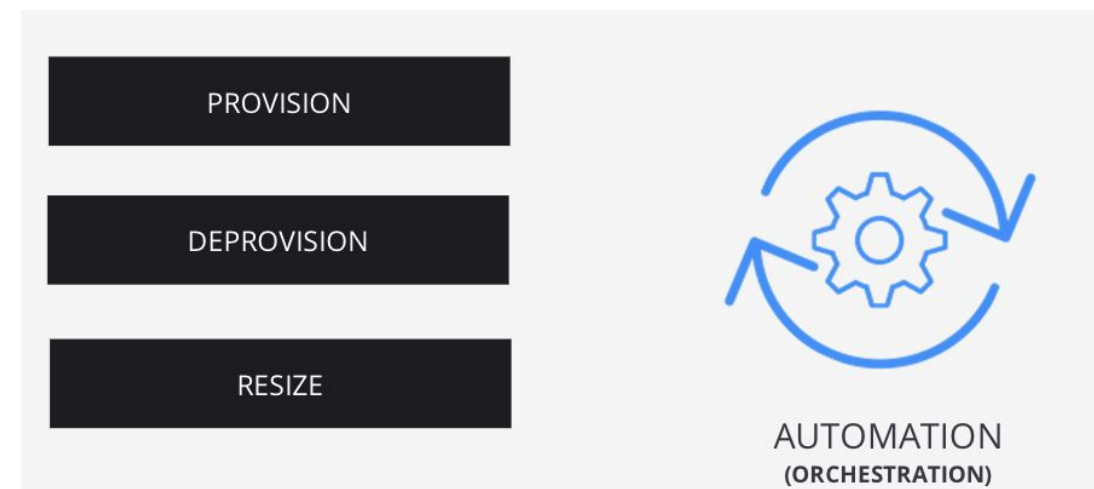 PROVISION
DEPROVISION
RESIZE
AUTOMATION
(ORCHESTRATION)